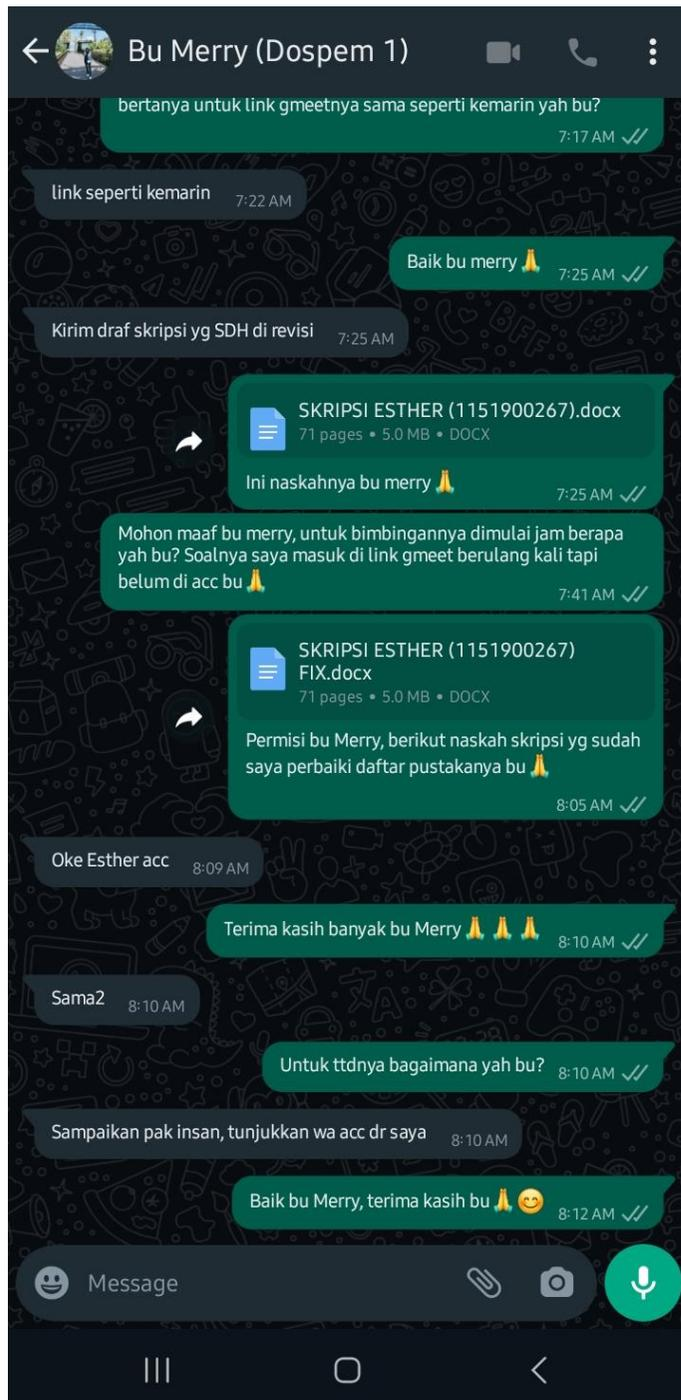 Bu Merry (Dospem 1)
bertanya untuk link gmeetnya sama seperti kemarin yah bu?
7:17 AM
link seperti kemarin 7:22 AM
Baik bu merry🙏 7:25 AM
Kirim draf skripsi yg SDH di revisi 7:25 AM
SKRIPSI ESTHER (1151900267).docx
71 pages • 5.0 MB • DOCX
Ini naskahnya bu merry🙏
7:25 AM
Mohon maaf bu merry, untuk bimbingannya dimulai jam berapa
yah bu? Soalnya saya masuk di link gmeet berulang kali tapi
belum di acc bu🙏
7:41 AM
SKRIPSI ESTHER (1151900267)
FIX.docx
71 pages • 5.0 MB • DOCX
Permisi bu Merry, berikut naskah skripsi yg sudah
saya perbaiki daftar pustakanya bu🙏
8:05 AM
Oke Esther acc 8:09 AM
Terima kasih banyak bu Merry🙏🙏🙏 8:10 AM
Sama2 8:10 AM
Untuk ttdnya bagaimana yah bu? 8:10 AM
Sampaikan pak insan, tunjukkan wa acc dr saya 8:10 AM
Baik bu Merry, terima kasih bu🙏😊 8:12 AM
Message